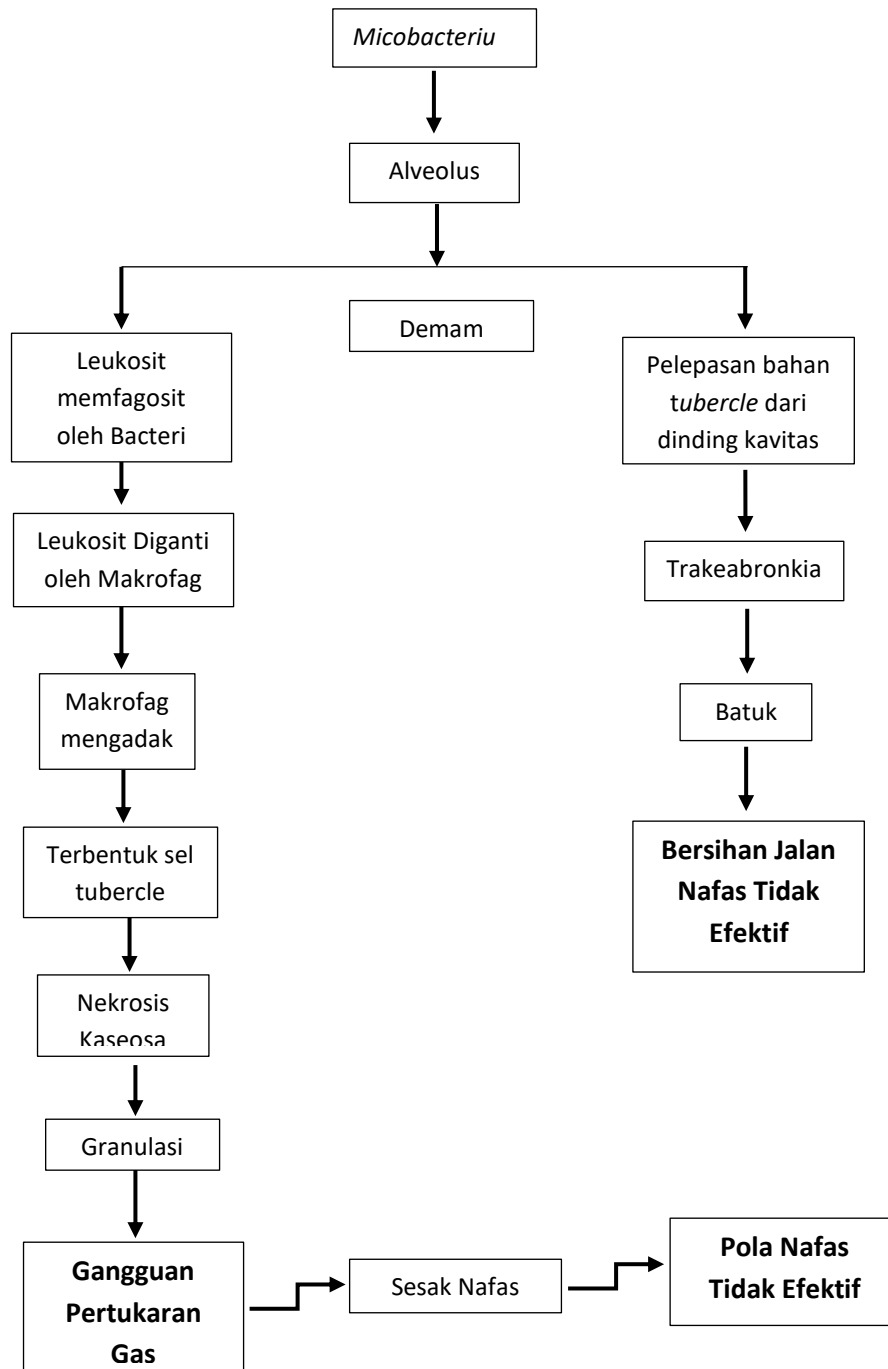 Micobacteriu
Alveolus
Demam
Leukosit
memfagosit
oleh Bacteri
Pelepasan bahan
tubercle dari
dinding kavitas
Leukosit Diganti
oleh Makrofag
Trakeabronkia
Makrofag
mengadak
Batuk
Terbentuk sel
tubercle
Bersihan Jalan
Nafas Tidak
Efektif
Nekrosis
Kaseosa
Granulasi
Gangguan
Pertukaran
Gas
Sesak Nafas
Pola Nafas
Tidak Efektif